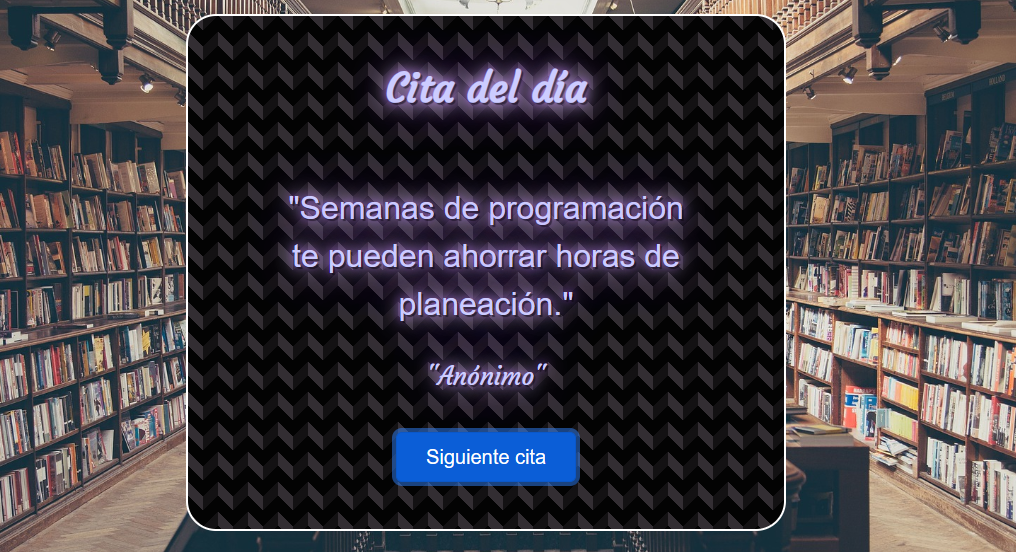 Cita del día
"Semanas de programación
te pueden ahorrar horas de
planeación."
"Anónimo"
Siguiente cita